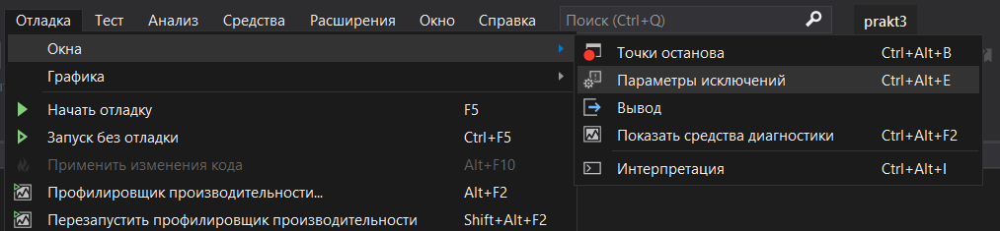 Отладка Тест Анализ Средства Расширения Окно Справка Поиск (Ctrl+Q) prakt3
Окна
Графика
Начать отладку F5
Запуск без отладки Ctrl+F5
Применить изменения кода Alt+F10
Профилировщик производительности... Alt+F2
Перезапустить профилировщик производительности Shift+Alt+F2
Точки останова Ctrl+Alt+B
Параметры исключений Ctrl+Alt+E
Вывод
Показать средства диагностики Ctrl+Alt+F2
Интерпретация Ctrl+Alt+I